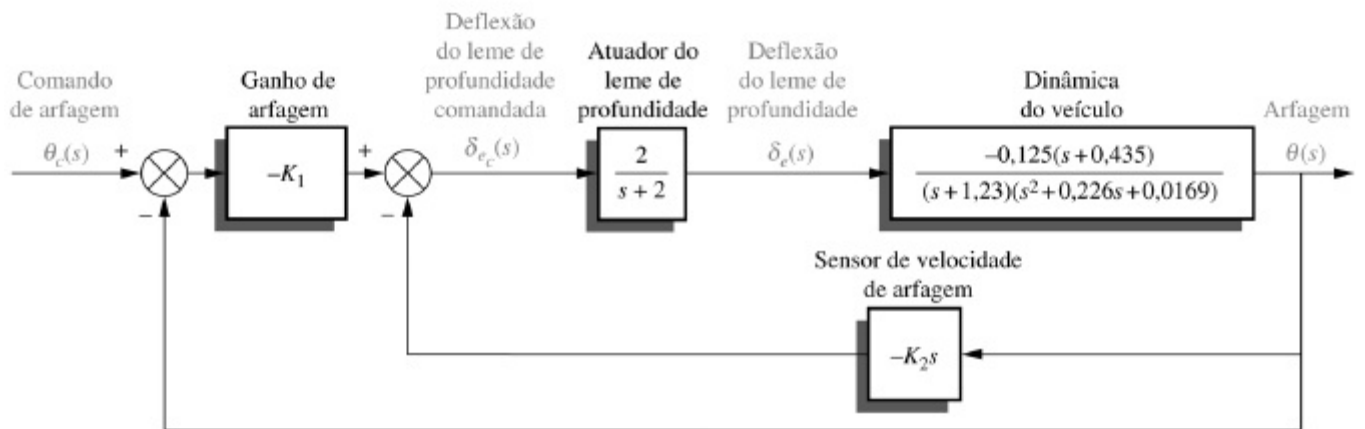 Comando
de arfagem
θc(s)
+
−
Ganho de
arfagem
−K1
+
−
Deflexão
do leme de
profundidade
comandada
δec(s)
Atuador do
leme de
profundidade
2
s + 2
Deflexão
do leme de
profundidade
δe(s)
Dinâmica
do veículo
−0,125(s + 0,435)
(s + 1,23)(s² + 0,226s + 0,0169)
Arfagem
θ(s)
Sensor de velocidade
de arfagem
−K2s